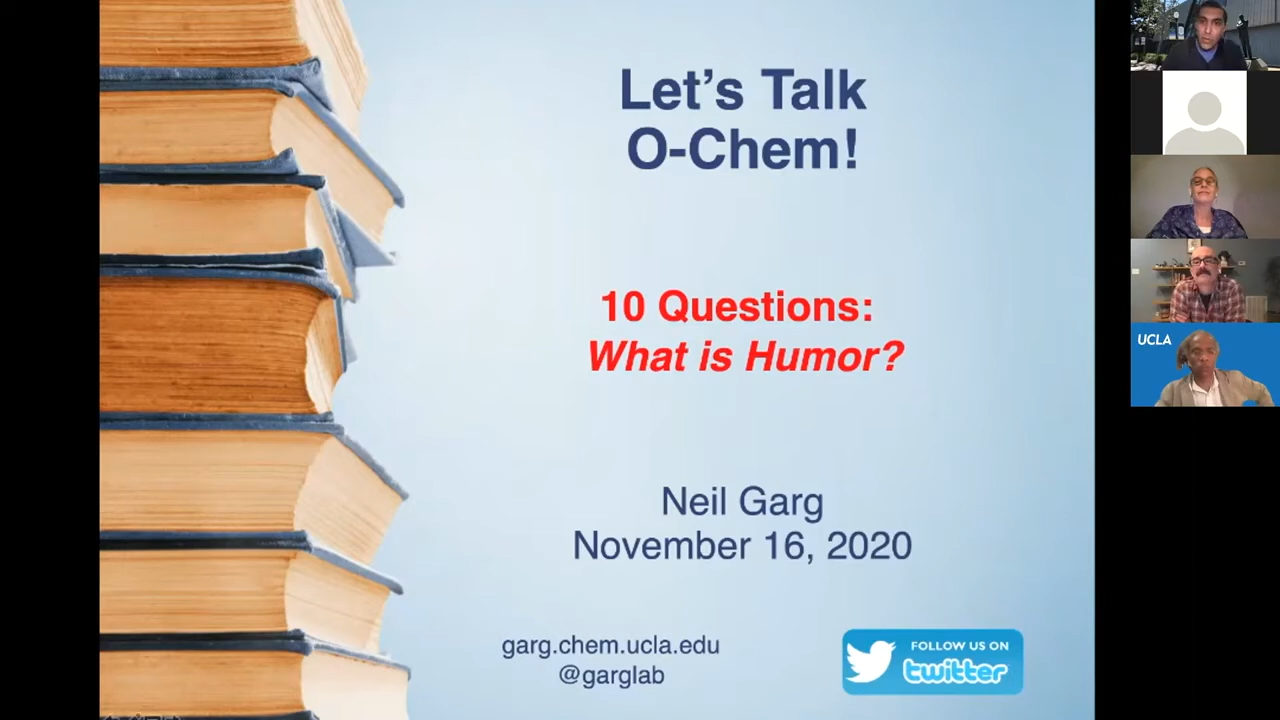 Let's Talk
O-Chem!
10 Questions:
What is Humor?
Neil Garg
November 16, 2020
garg.chem.ucla.edu
@garglab
FOLLOW US ON
twitter
UCLA